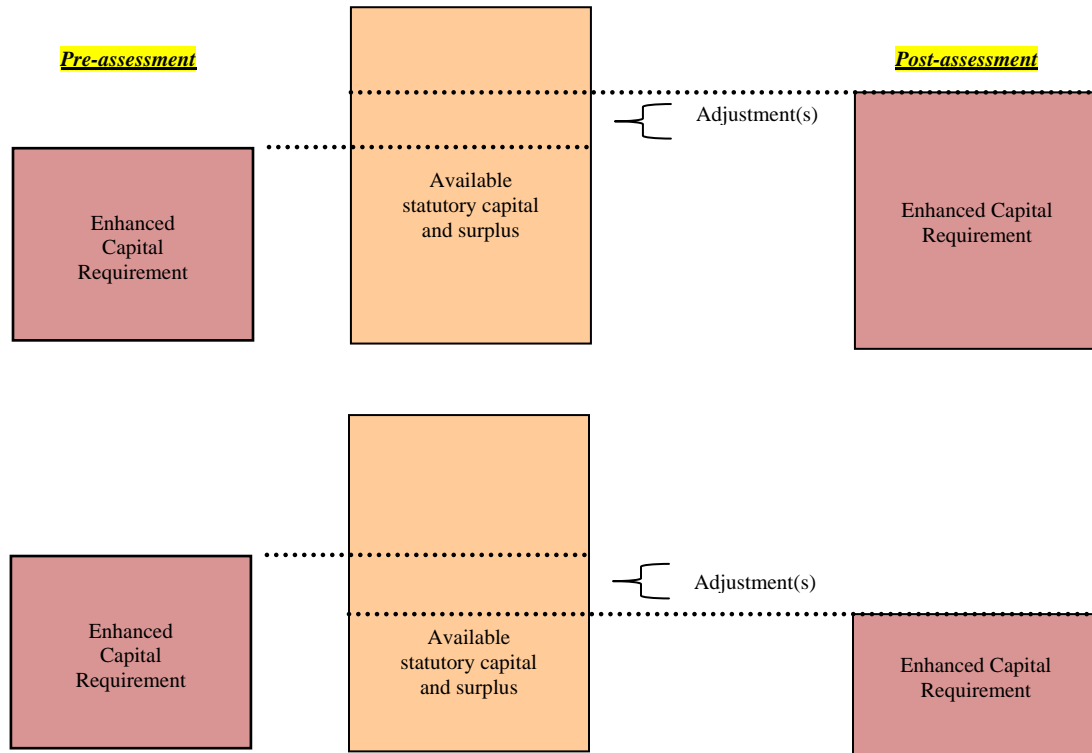 Pre-assessment
Post-assessment
Adjustment(s)
Enhanced
Capital
Requirement
Available
statutory capital
and surplus
Enhanced Capital
Requirement
Adjustment(s)
Enhanced
Capital
Requirement
Available
statutory capital
and surplus
Enhanced Capital
Requirement